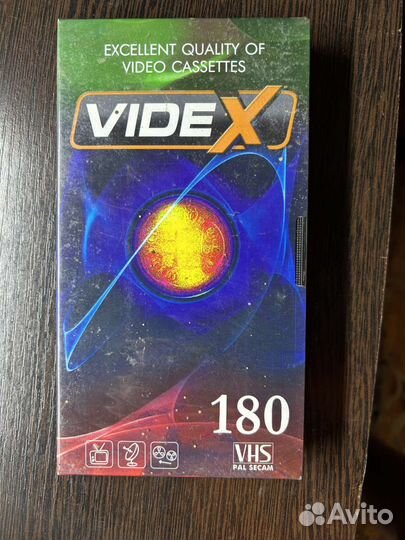 EXCELLENT QUALITY OF
VIDEO CASSETTES
VIDEX
180
VHS
PAL SECAM
Avito